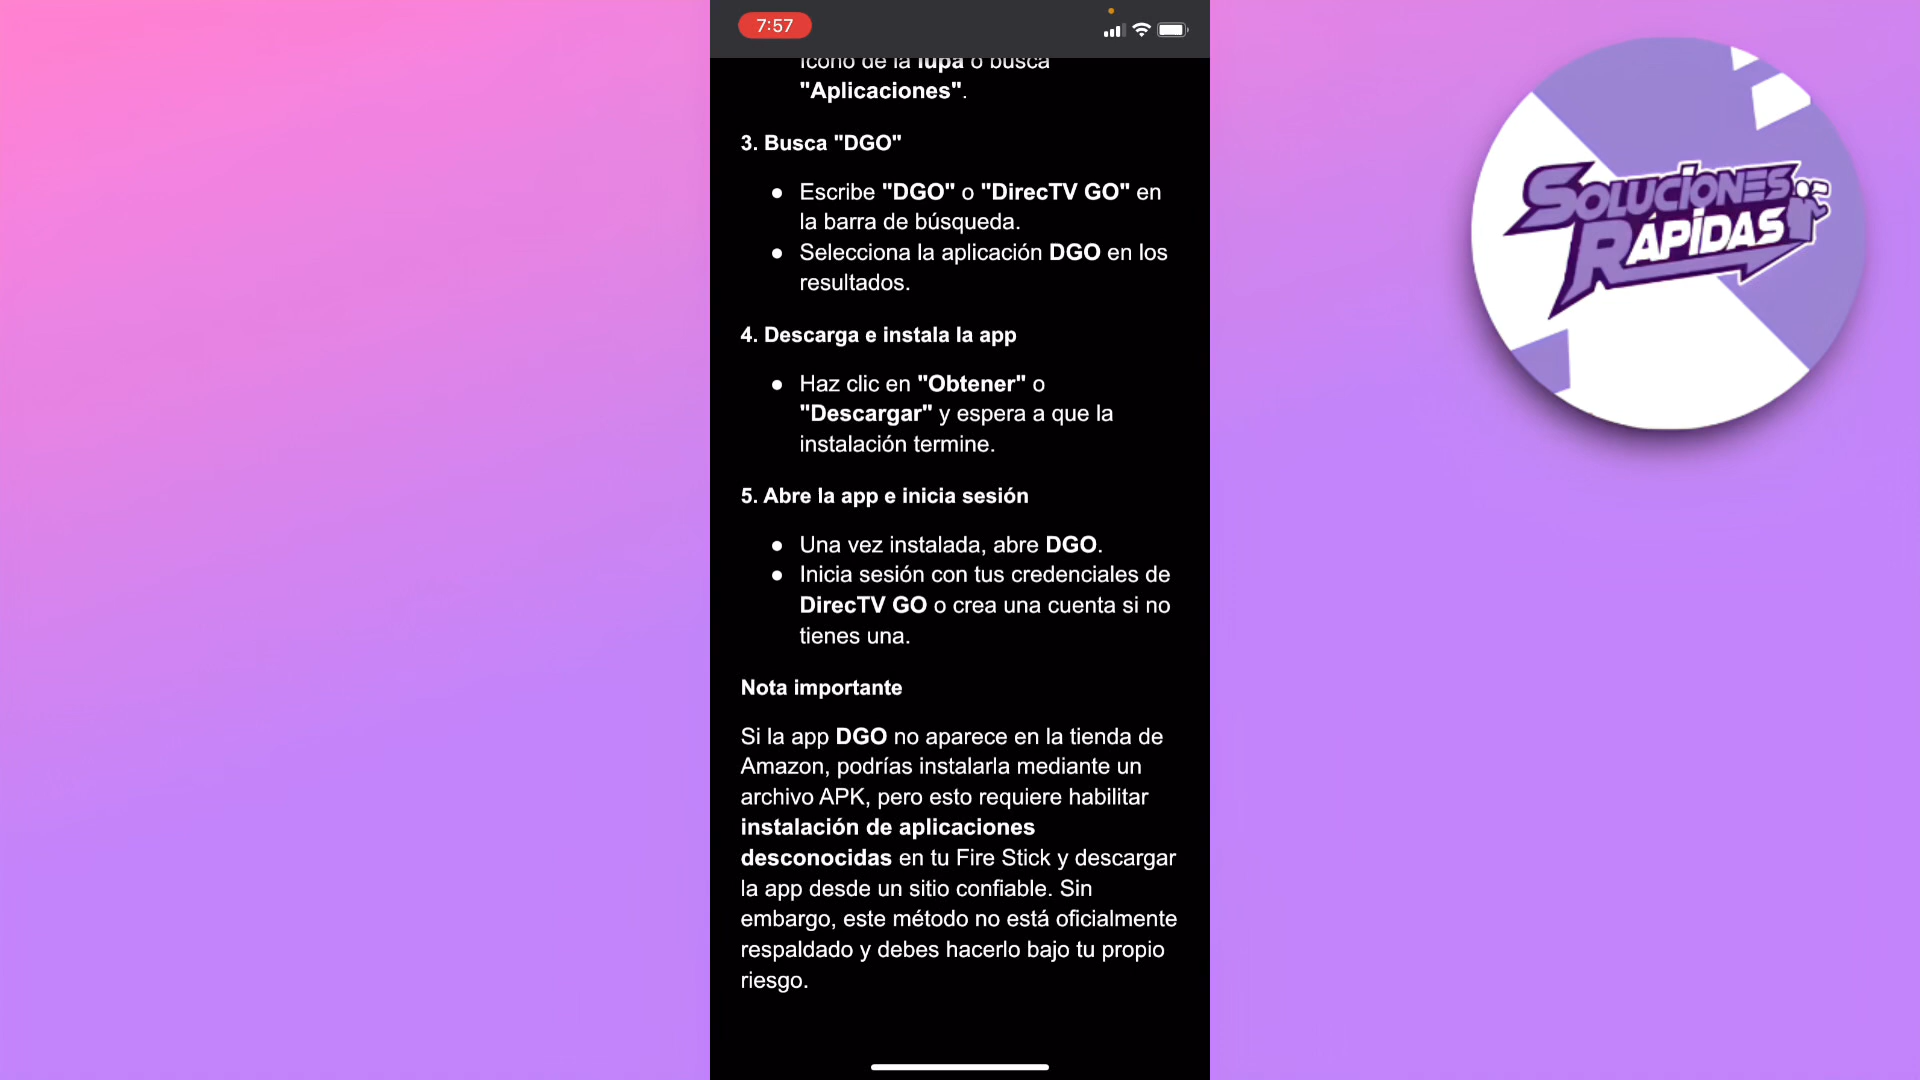 7:57
icono de la lupa o busca
"Aplicaciones".
3. Busca "DGO"
● Escribe "DGO" o "DirecTV GO" en
la barra de búsqueda.
● Selecciona la aplicación DGO en los
resultados.
4. Descarga e instala la app
● Haz clic en "Obtener" o
"Descargar" y espera a que la
instalación termine.
5. Abre la app e inicia sesión
● Una vez instalada, abre DGO.
● Inicia sesión con tus credenciales de
DirecTV GO o crea una cuenta si no
tienes una.
Nota importante
Si la app DGO no aparece en la tienda de
Amazon, podrías instalarla mediante un
archivo APK, pero esto requiere habilitar
instalación de aplicaciones
desconocidas en tu Fire Stick y descargar
la app desde un sitio confiable. Sin
embargo, este método no está oficialmente
respaldado y debes hacerlo bajo tu propio
riesgo.
SOLUCIONES
RÁPIDAS